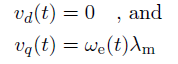 v_d(t) = 0 , and
v_q(t) = ω_e(t)λ_m